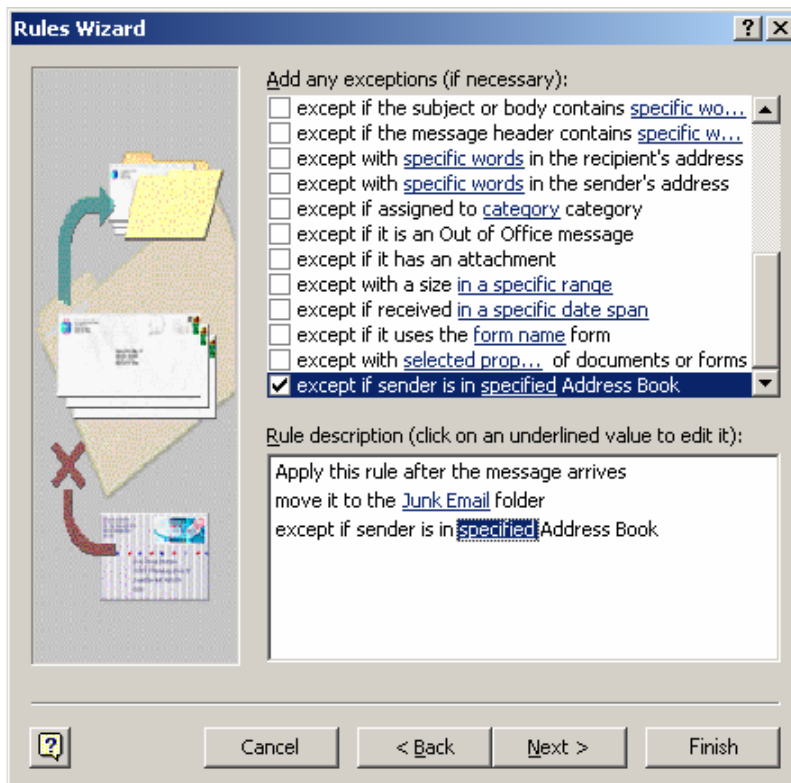 Rules Wizard
Add any exceptions (if necessary):
except if the subject or body contains specific wo...
except if the message header contains specific w...
except with specific words in the recipient's address
except with specific words in the sender's address
except if assigned to category category
except if it is an Out of Office message
except if it has an attachment
except with a size in a specific range
except if received in a specific date span
except if it uses the form name form
except with selected prop... of documents or forms
except if sender is in specified Address Book
Rule description (click on an underlined value to edit it):
Apply this rule after the message arrives
move it to the Junk Email folder
except if sender is in specified Address Book
Cancel
< Back
Next >
Finish